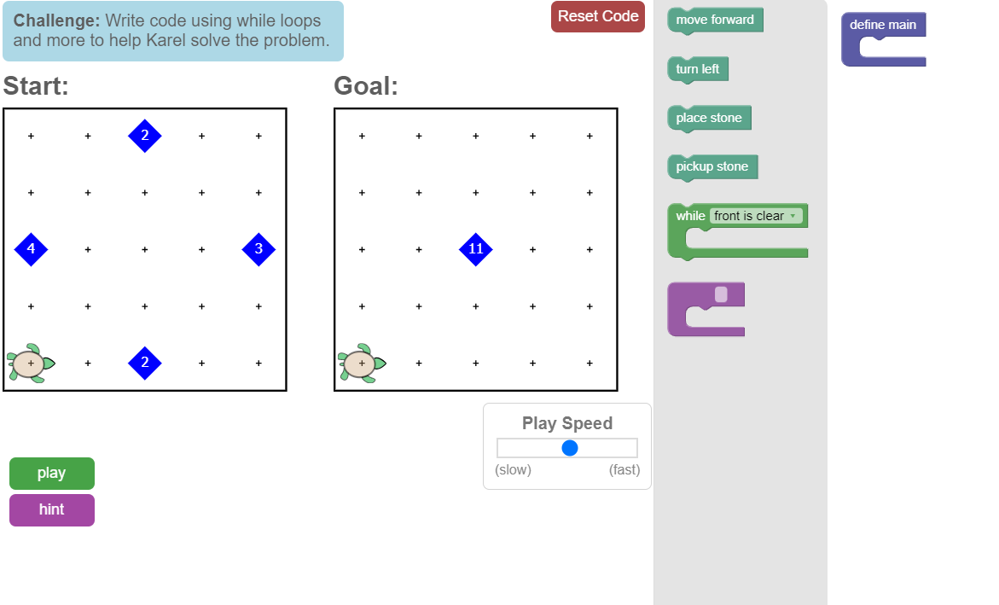 Challenge: Write code using while loops
and more to help Karel solve the problem.
Reset Code
Start:
Goal:
2
4
3
2
11
Play Speed
(slow)
(fast)
play
hint
move forward
turn left
place stone
pickup stone
while front is clear
define main